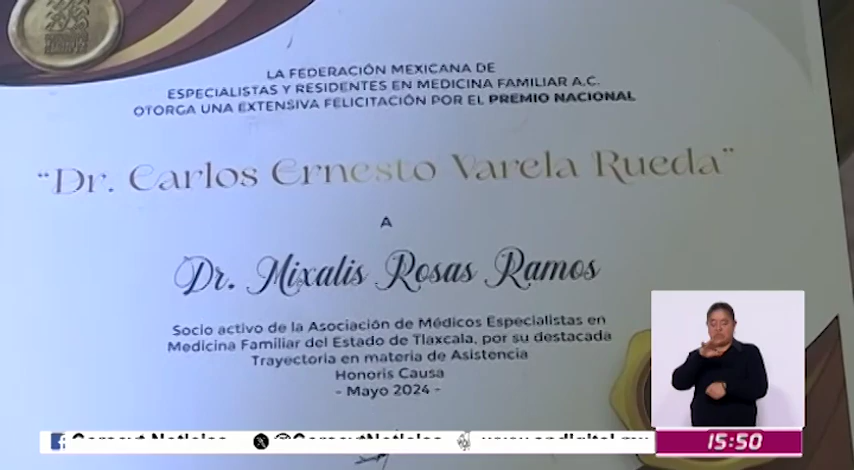 LA FEDERACIÓN MEXICANA DE
ESPECIALISTAS Y RESIDENTES EN MEDICINA FAMILIAR A.C.
OTORGA UNA EXTENSIVA FELICITACIÓN POR EL PREMIO NACIONAL
"Dr. Carlos Ernesto Varela Rueda"
A
Dr. Mixalis Rosas Ramos
Socio activo de la Asociación de Médicos Especialistas en
Medicina Familiar del Estado de Tlaxcala, por su destacada
Trayectoria en materia de Asistencia
Honoris Causa
- Mayo 2024 -
15:50